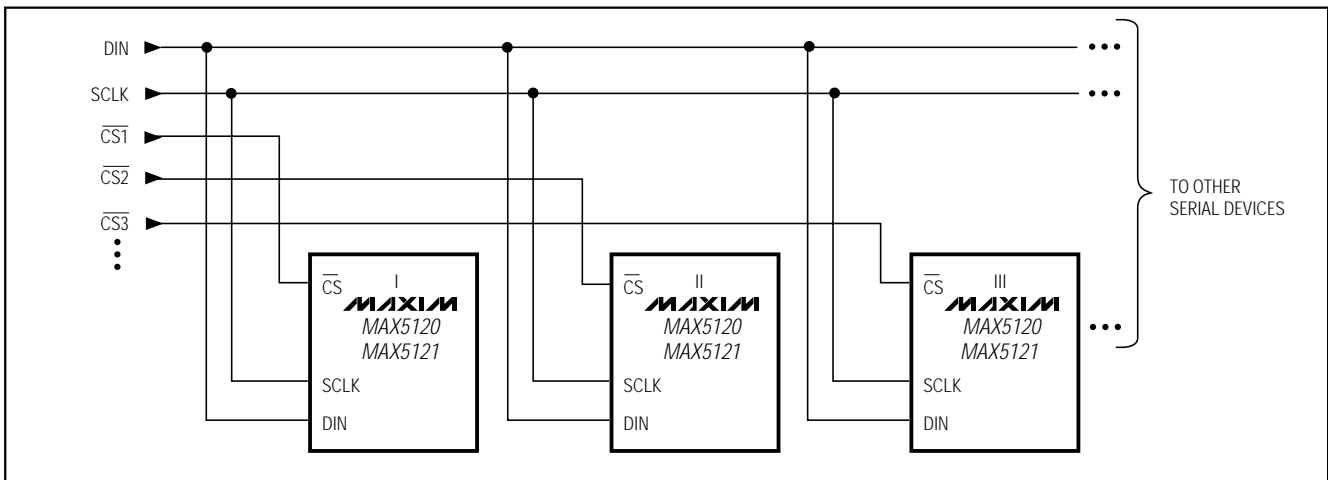 DIN
SCLK
CS1
CS2
CS3
TO OTHER
SERIAL DEVICES
CS
I
MAXIM
MAX5120
MAX5121
SCLK
DIN
CS
II
MAXIM
MAX5120
MAX5121
SCLK
DIN
CS
III
MAXIM
MAX5120
MAX5121
SCLK
DIN